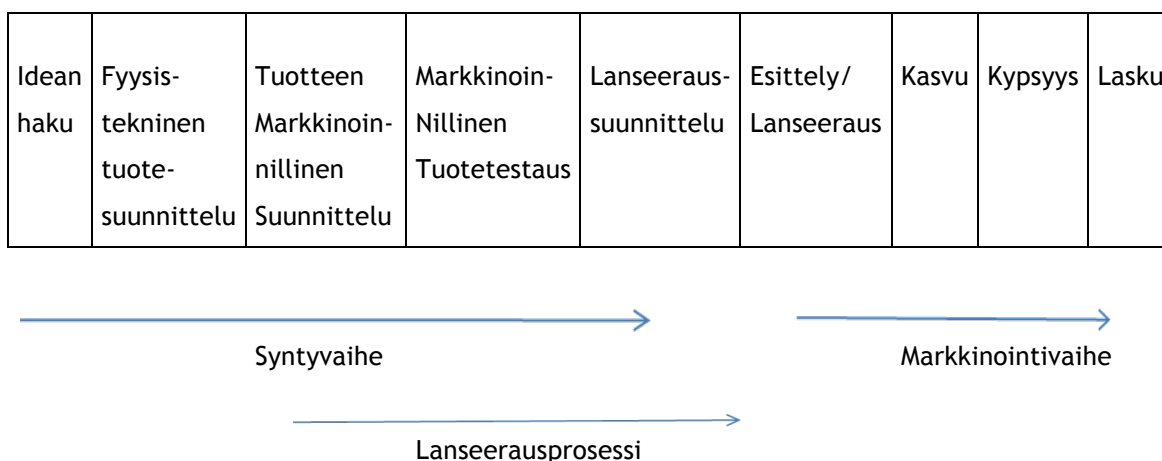 Idean
haku
Fyysis-
tekninen
tuote-
suunnittelu
Tuotteen
Markkinoin-
nillinen
Suunnittelu
Markkinoin-
Nillinen
Tuotetestaus
Lanseeraus-
suunnittelu
Esittely/
Lanseeraus
Kasvu
Kypsyys
Lasku
Syntyvaihe
Markkinointivaihe
Lanseerausprosessi